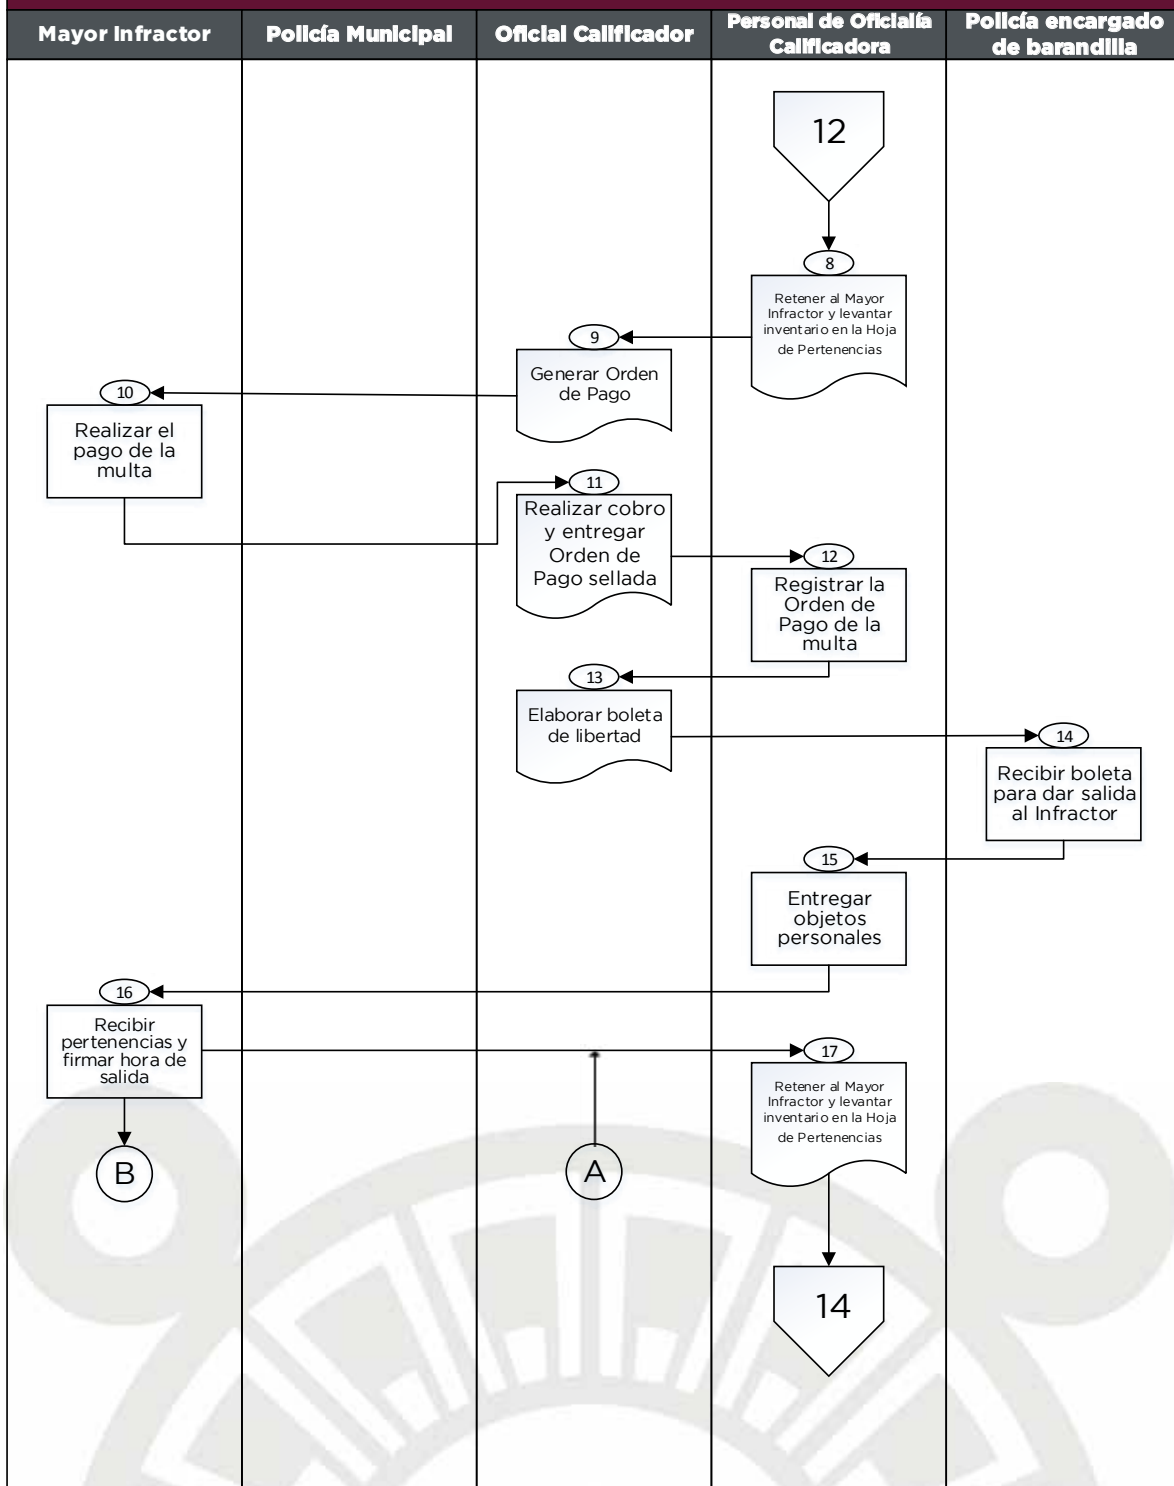 Mayor Infractor
Policía Municipal
Oficial Calificador
Personal de Oficialía
Calificadora
Policía encargado
de barandilla
12
8
Retener al Mayor
Infractor y levantar
inventario en la Hoja
de Pertenencias
9
Generar Orden
de Pago
10
Realizar el
pago de la
multa
11
Realizar cobro
y entregar
Orden de
Pago sellada
12
Registrar la
Orden de
Pago de la
multa
13
Elaborar boleta
de libertad
14
Recibir boleta
para dar salida
al Infractor
15
Entregar
objetos
personales
16
Recibir
pertenencias y
firmar hora de
salida
17
Retener al Mayor
Infractor y levantar
inventario en la Hoja
de Pertenencias
B
A
14